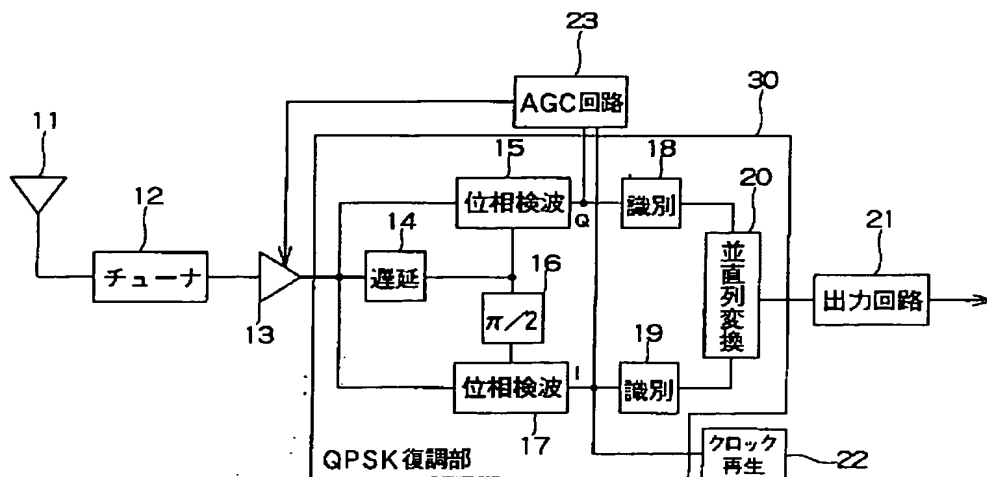 23
AGC回路
30
11
15
18
位相検波
識別
20
12
14
Q
チューナ
遅延
16
並直列変換
21
13
π/2
出力回路
19
I
位相検波
識別
17
クロック
再生
22
QPSK復調部